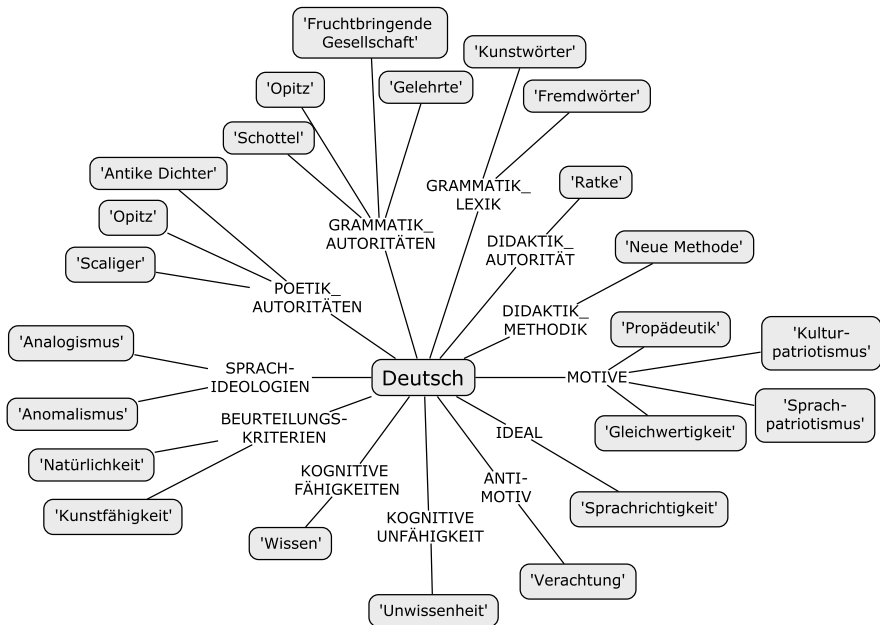 'Fruchtbringende
Gesellschaft'
'Kunstwörter'
'Opitz'
'Gelehrte'
'Fremdwörter'
'Schottel'
'Antike Dichter'
'Ratke'
GRAMMATIK_
LEXIK
'Opitz'
GRAMMATIK_
AUTORITÄTEN
DIDAKTIK_
AUTORITÄT
'Neue Methode'
'Scaliger'
POETIK_
AUTORITÄTEN
DIDAKTIK_
METHODIK
'Propädeutik'
'Kultur-
patriotismus'
'Analogismus'
SPRACH-
IDEOLOGIEN
Deutsch
MOTIVE
'Anomalismus'
'Sprach-
patriotismus'
BEURTEILUNGS-
KRITERIEN
IDEAL
'Gleichwertigkeit'
'Natürlichkeit'
KOGNITIVE
FÄHIGKEITEN
ANTI-
MOTIV
'Kunstfähigkeit'
KOGNITIVE
UNFÄHIGKEIT
'Sprachrichtigkeit'
'Wissen'
'Verachtung'
'Unwissenheit'